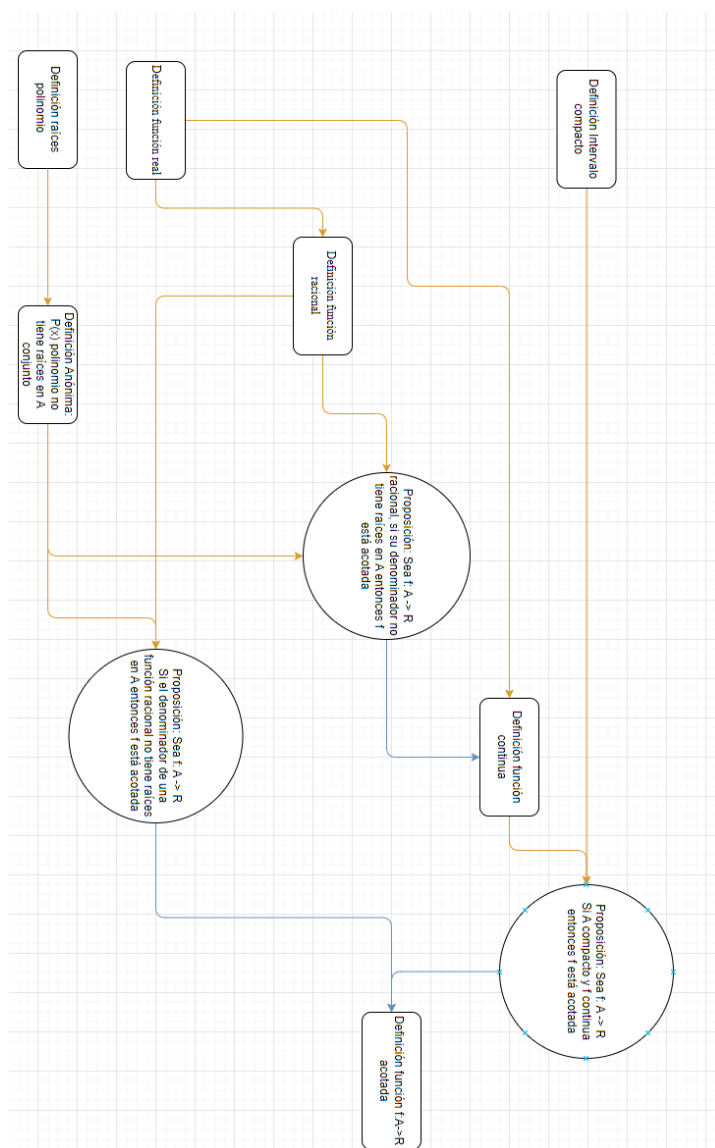 Definición Intervalo
compacto
Definición función real
Definición raíces
polinomio
Definición función
racional
Definición Anónima:
P(x) polinomio no
tiene raíces en A
conjunto
Proposición: Sea f: A -> R
racional, si su denominador no
tiene raíces en A entonces f
está acotada
Proposición: Sea f: A -> R
Si el denominador de una
función racional no tiene raíces
en A entonces f está acotada
Definición función
continua
Proposición: Sea f: A -> R
Si A compacto y f continua
entonces f está acotada
Definición función f:A->R
acotada